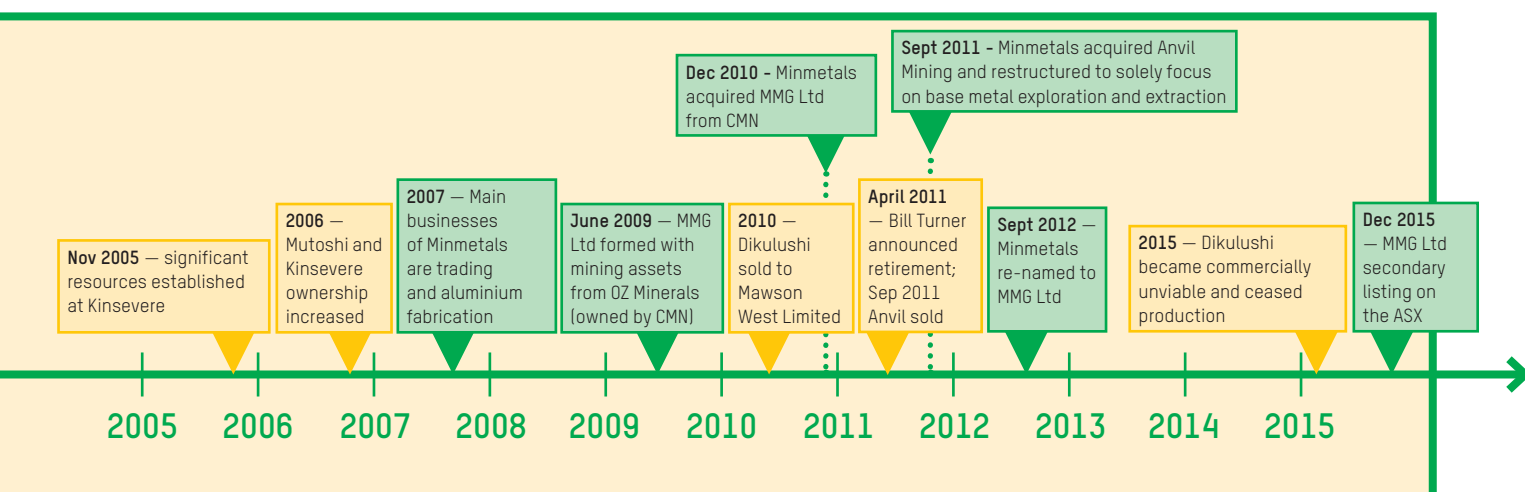 Dec 2010 - Minmetals
acquired MMG Ltd
from CMN
Sept 2011 - Minmetals acquired Anvil
Mining and restructured to solely focus
on base metal exploration and extraction
Nov 2005 — significant
resources established
at Kinsevere
2006 —
Mutoshi and
Kinsevere
ownership
increased
2007 — Main
businesses
of Minmetals
are trading
and aluminium
fabrication
June 2009 — MMG
Ltd formed with
mining assets
from OZ Minerals
(owned by CMN)
2010 —
Dikulushi
sold to
Mawson
West Limited
April 2011
— Bill Turner
announced
retirement;
Sep 2011
Anvil sold
Sept 2012 —
Minmetals
re-named to
MMG Ltd
2015 — Dikulushi
became commercially
unviable and ceased
production
Dec 2015
— MMG Ltd
secondary
listing on
the ASX
2005 2006 2007 2008 2009 2010 2011 2012 2013 2014 2015